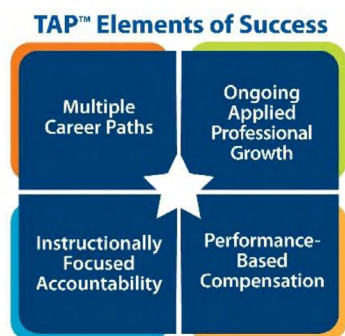 TAP™ Elements of Success
Multiple
Career Paths
Ongoing
Applied
Professional
Growth
Instructionally
Focused
Accountability
Performance-
Based
Compensation